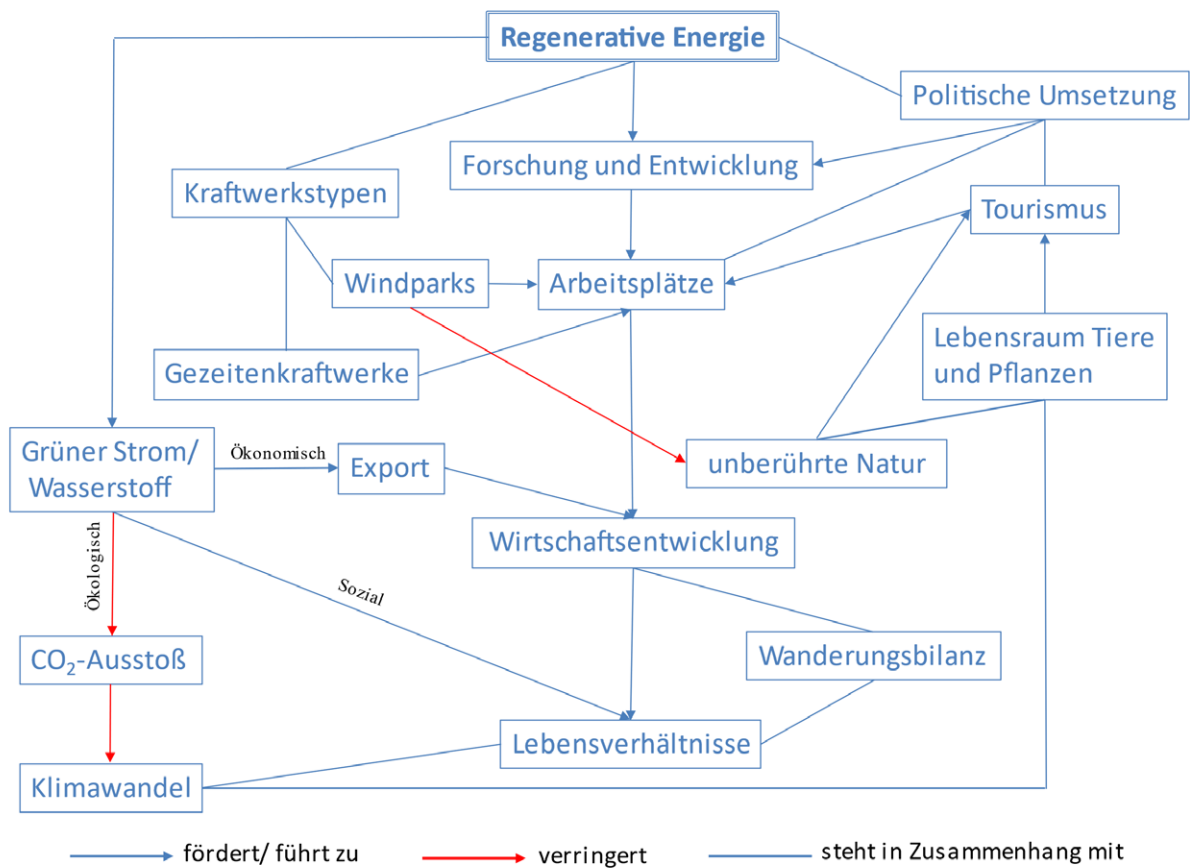 Regenerative Energie
Politische Umsetzung
Forschung und Entwicklung
Kraftwerkstypen
Tourismus
Windparks
Arbeitsplätze
Lebensraum Tiere
und Pflanzen
Gezeitenkraftwerke
Grüner Strom/
Wasserstoff
Ökonomisch
Export
unberührte Natur
Wirtschaftsentwicklung
Ökologisch
Sozial
CO₂-Ausstoß
Wanderungsbilanz
Lebensverhältnisse
Klimawandel
fördert/ führt zu
verringert
steht in Zusammenhang mit